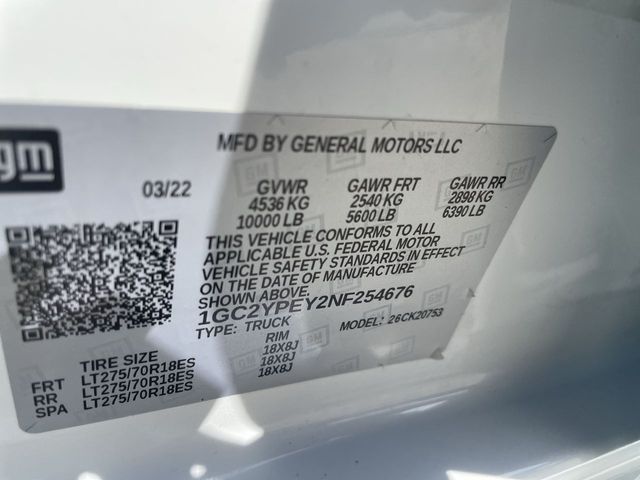 gm
MFD BY GENERAL MOTORS LLC
03/22
GVWR GAWR FRT GAWR RR
4536 KG 2540 KG 2898 KG
10000 LB 5600 LB 6390 LB
THIS VEHICLE CONFORMS TO ALL
APPLICABLE U.S. FEDERAL MOTOR
VEHICLE SAFETY STANDARDS IN EFFECT
ON THE DATE OF MANUFACTURE
SHOWN ABOVE.
1GC2YPEY2NF254676
TYPE: TRUCK MODEL: 26CK20753
TIRE SIZE RIM
FRT LT275/70R18ES 18X8J
RR LT275/70R18ES 18X8J
SPA LT275/70R18ES 18X8J